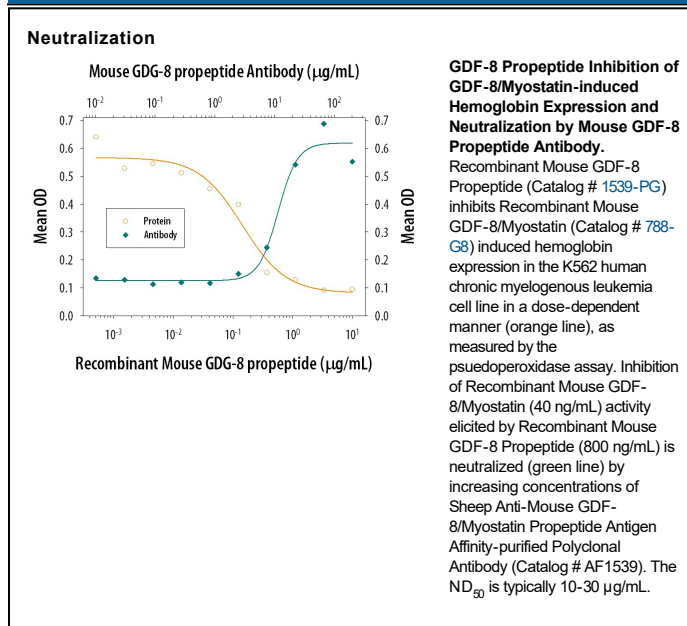 Neutralization
Mouse GDG-8 propeptide Antibody (µg/mL)
10-2 10-1 100 101 102
0.7 0.7
0.6 0.6
0.5 0.5
0.4 0.4
0.3 0.3
0.2 0.2
0.1 0.1
0.0 0.0
Mean OD
Mean OD
Protein
Antibody
10-3 10-2 10-1 100 101
Recombinant Mouse GDG-8 propeptide (µg/mL)
GDF-8 Propeptide Inhibition of
GDF-8/Myostatin-induced
Hemoglobin Expression and
Neutralization by Mouse GDF-8
Propeptide Antibody.
Recombinant Mouse GDF-8
Propeptide (Catalog # 1539-PG)
inhibits Recombinant Mouse
GDF-8/Myostatin (Catalog # 788-
G8) induced hemoglobin
expression in the K562 human
chronic myelogenous leukemia
cell line in a dose-dependent
manner (orange line), as
measured by the
psuedoperoxidase assay. Inhibition
of Recombinant Mouse GDF-
8/Myostatin (40 ng/mL) activity
elicited by Recombinant Mouse
GDF-8 Propeptide (800 ng/mL) is
neutralized (green line) by
increasing concentrations of
Sheep Anti-Mouse GDF-
8/Myostatin Propeptide Antigen
Affinity-purified Polyclonal
Antibody (Catalog # AF1539). The
ND50 is typically 10-30 µg/mL.